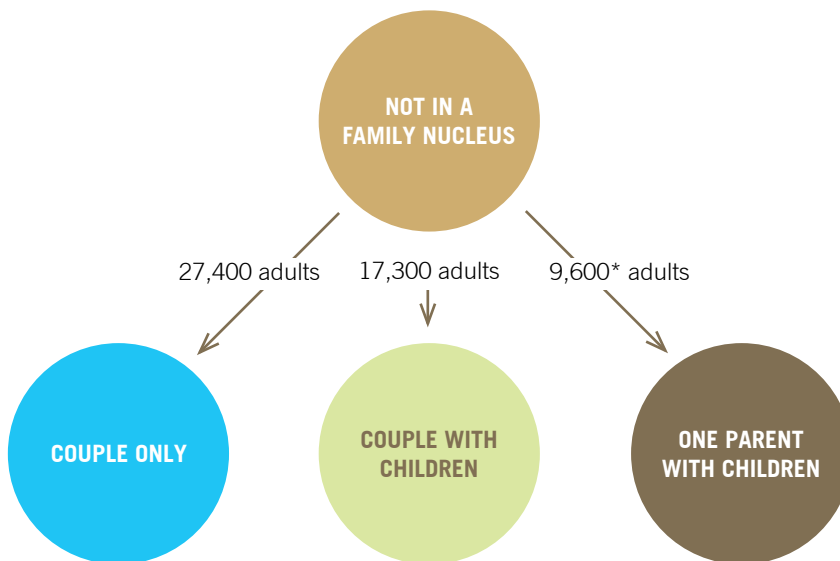 NOT IN A
FAMILY NUCLEUS
27,400 adults
17,300 adults
9,600* adults
COUPLE ONLY
COUPLE WITH
CHILDREN
ONE PARENT
WITH CHILDREN